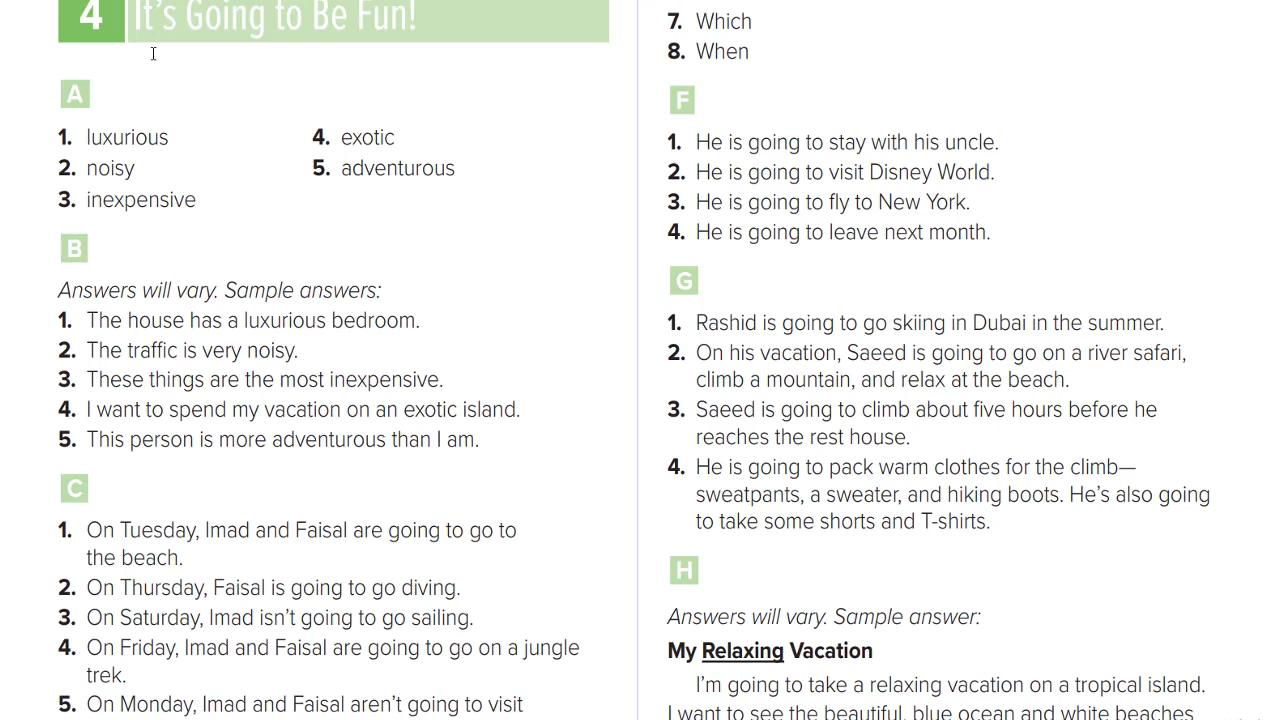 4 It's Going to Be Fun!
A
1. luxurious
2. noisy
3. inexpensive
4. exotic
5. adventurous
B
Answers will vary. Sample answers:
1. The house has a luxurious bedroom.
2. The traffic is very noisy.
3. These things are the most inexpensive.
4. I want to spend my vacation on an exotic island.
5. This person is more adventurous than I am.
C
1. On Tuesday, Imad and Faisal are going to go to
the beach.
2. On Thursday, Faisal is going to go diving.
3. On Saturday, Imad isn't going to go sailing.
4. On Friday, Imad and Faisal are going to go on a jungle
trek.
5. On Monday, Imad and Faisal aren't going to visit
7. Which
8. When
F
1. He is going to stay with his uncle.
2. He is going to visit Disney World.
3. He is going to fly to New York.
4. He is going to leave next month.
G
1. Rashid is going to go skiing in Dubai in the summer.
2. On his vacation, Saeed is going to go on a river safari,
climb a mountain, and relax at the beach.
3. Saeed is going to climb about five hours before he
reaches the rest house.
4. He is going to pack warm clothes for the climb—
sweatpants, a sweater, and hiking boots. He's also going
to take some shorts and T-shirts.
H
Answers will vary. Sample answer:
My Relaxing Vacation
I'm going to take a relaxing vacation on a tropical island.
I want to see the beautiful, blue ocean and white beaches